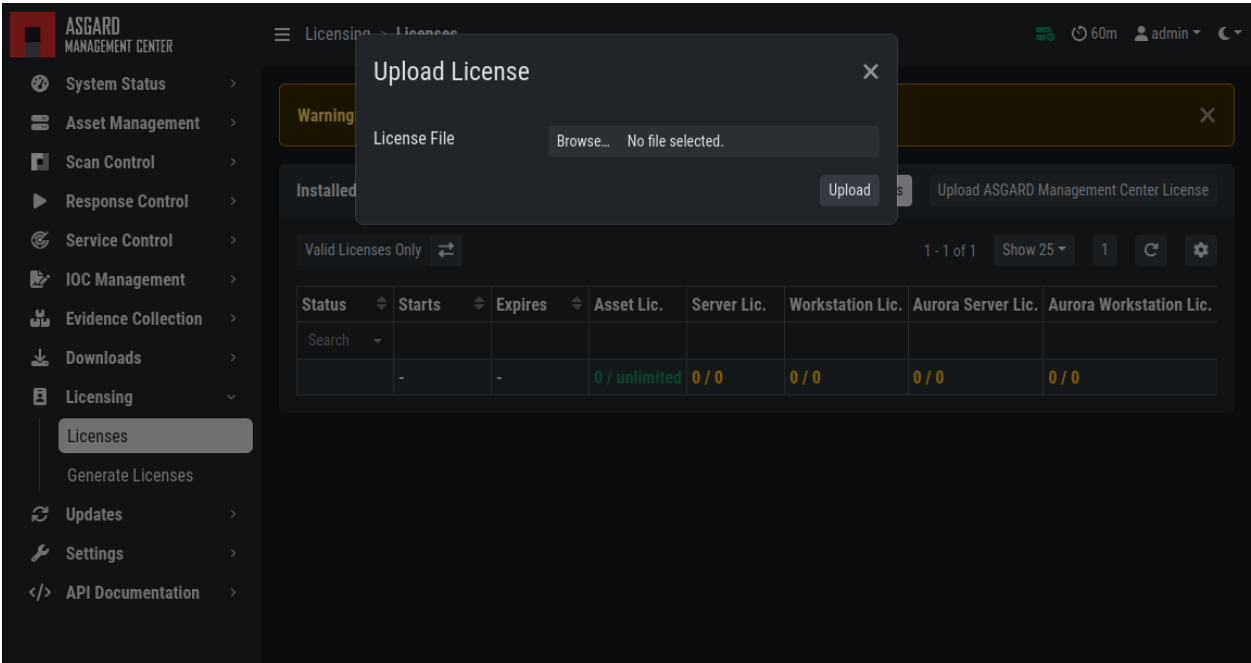 ASGARD
MANAGEMENT CENTER
Licensing > Licenses
60m admin
System Status
Asset Management
Scan Control
Response Control
Service Control
IOC Management
Evidence Collection
Downloads
Licensing
Licenses
Generate Licenses
Updates
Settings
API Documentation
Upload License
License File Browse... No file selected.
Upload
Warning
Installed
s Upload ASGARD Management Center License
Valid Licenses Only 1 - 1 of 1 Show 25 1
Status Starts Expires Asset Lic. Server Lic. Workstation Lic. Aurora Server Lic. Aurora Workstation Lic.
Search
- - 0 / unlimited 0 / 0 0 / 0 0 / 0 0 / 0